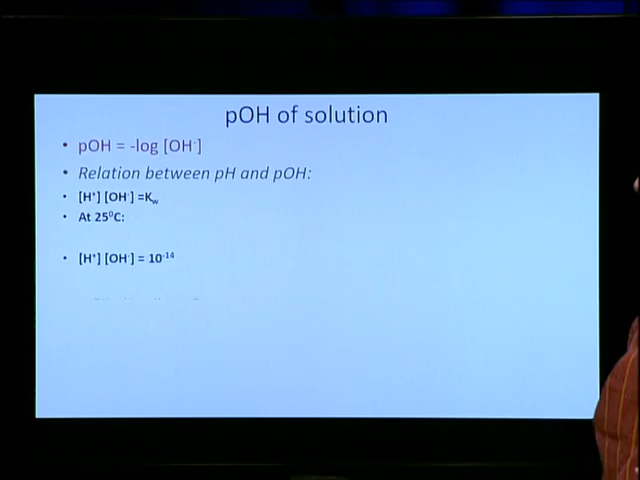 pOH of solution
• pOH = -log [OH⁻]
• Relation between pH and pOH:
• [H⁺] [OH⁻] =Kw
• At 25⁰C:
• [H⁺] [OH⁻] = 10⁻¹⁴